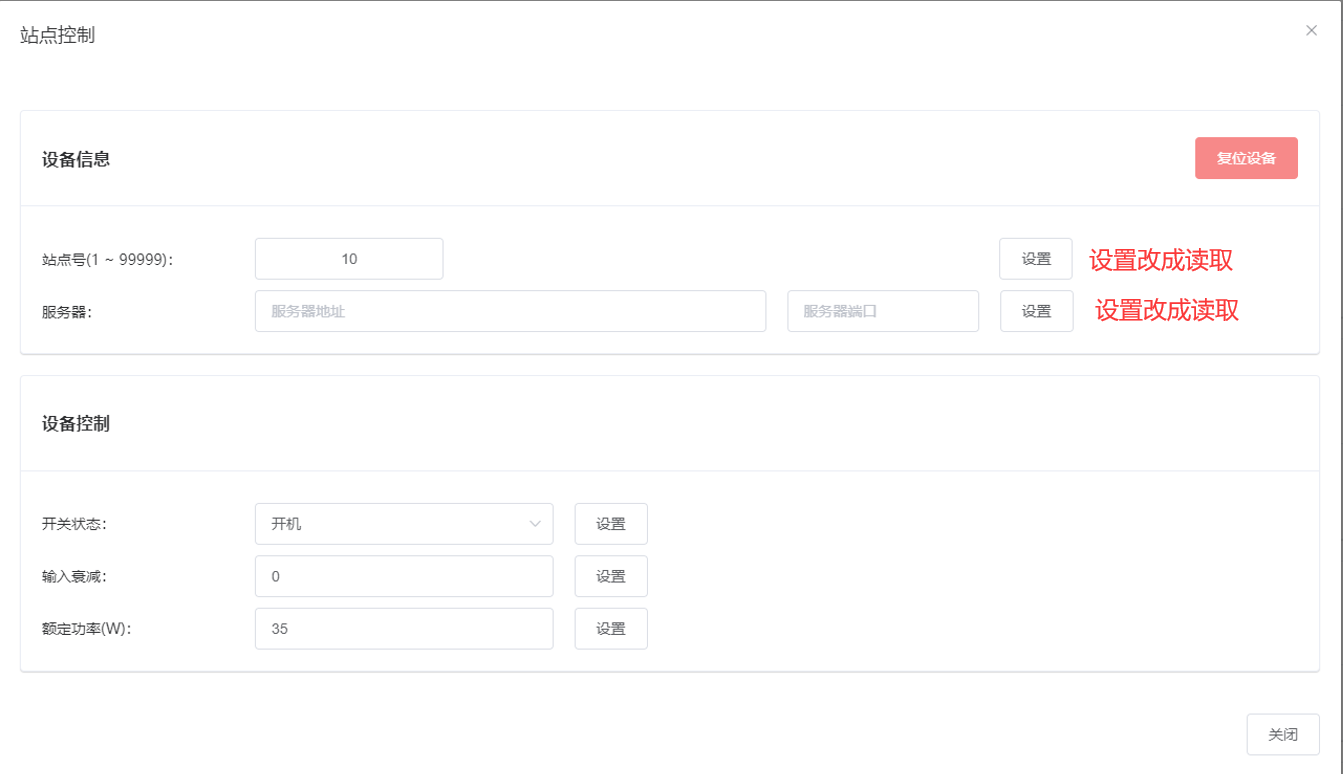 站点控制
设备信息
复位设备
站点号(1 ~ 99999):
10
设置
设置改成读取
服务器:
服务器地址
服务器端口
设置
设置改成读取
设备控制
开关状态:
开机
设置
输入衰减:
0
设置
额定功率(W):
35
设置
关闭